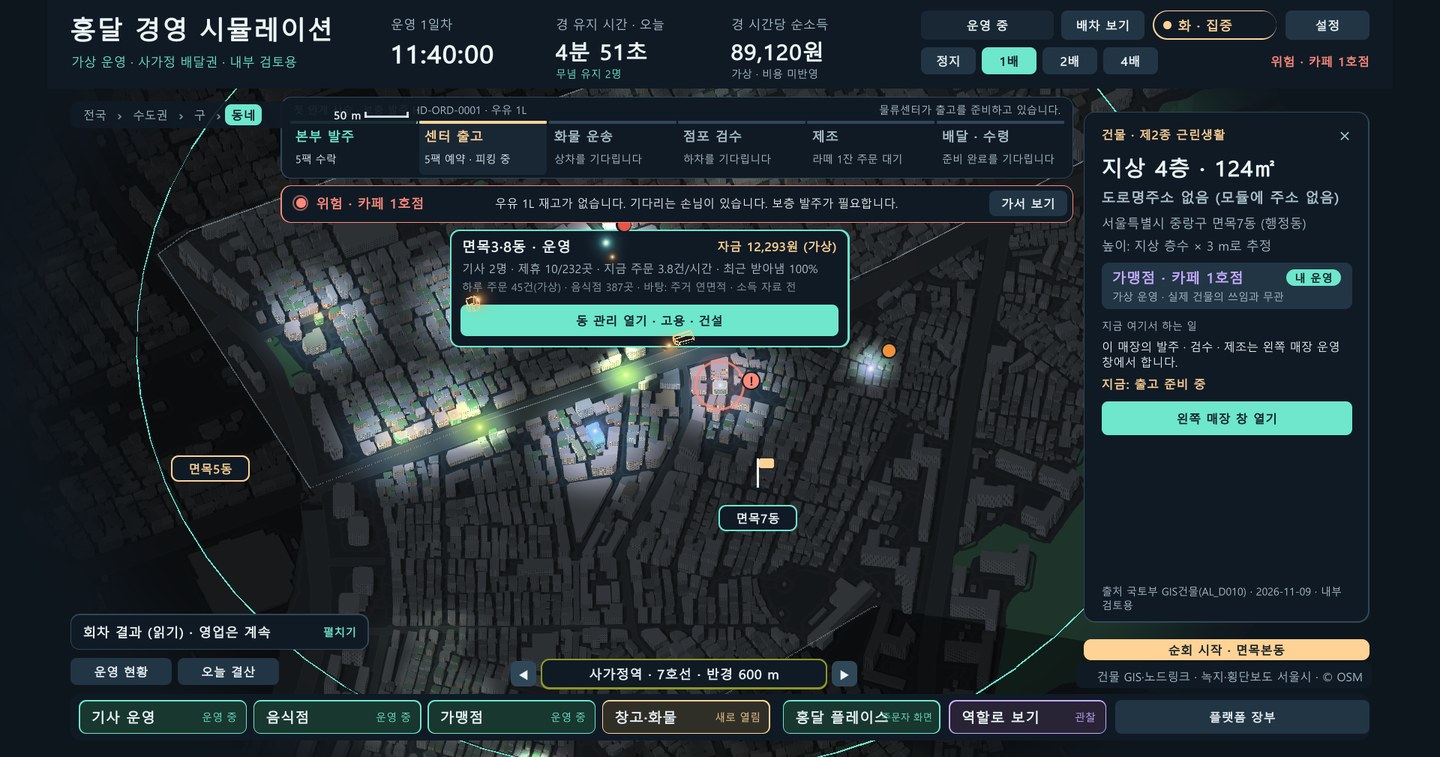 홍달 경영 시뮬레이션
가상 운영 · 사가정 배달권 · 내부 검토용
운영 1일차
11:40:00
경 유지 시간 · 오늘
4분 51초
무냄 유지 2명
경 시간당 순소득
89,120원
가상 · 비용 미반영
운영 중
배차 보기
화 · 집중
설정
정지
1배
2배
4배
위험 · 카페 1호점
전국 › 수도권 › 구 › 동네
50 m
HD-ORD-0001 · 우유 1L
물류센터가 출고를 준비하고 있습니다.
본부 발주
5팩 수락
센터 출고
5팩 예약 · 피킹 중
화물 운송
상차를 기다립니다
점포 검수
하차를 기다립니다
제조
라떼 1잔 주문 대기
배달 · 수령
준비 완료를 기다립니다
위험 · 카페 1호점
우유 1L 재고가 없습니다. 기다리는 손님이 있습니다. 보충 발주가 필요합니다.
가서 보기
면목3·8동 · 운영
자금 12,293원 (가상)
기사 2명 · 제휴 10/232곳 · 지금 주문 3.8건/시간 · 최근 받아냄 100%
하루 주문 45건(가상) · 음식점 387곳 · 바탕: 주거 연면적 · 소득 자료 전
동 관리 열기 · 고용 · 건설
!
면목5동
면목7동
건물 · 제2종 근린생활
×
지상 4층 · 124㎡
도로명주소 없음 (모듈에 주소 없음)
서울특별시 중랑구 면목7동 (행정동)
높이: 지상 층수 × 3 m로 추정
가맹점 · 카페 1호점
내 운영
가상 운영 · 실제 건물의 쓰임과 무관
지금 여기서 하는 일
이 매장의 발주 · 검수 · 제조는 왼쪽 매장 운영
창에서 합니다.
지금: 출고 준비 중
왼쪽 매장 창 열기
출처 국토부 GIS건물(AL_D010) · 2026-11-09 · 내부
검토용
회차 결과 (읽기) · 영업은 계속
펼치기
운영 현황
오늘 결산
◀
사가정역 · 7호선 · 반경 600 m
▶
순회 시작 · 면목본동
건물 GIS·노드링크 · 녹지·횡단보도 서울시 · © OSM
기사 운영
운영 중
음식점
운영 중
가맹점
운영 중
창고·화물
새로 열림
홍달 플레이스
주문자 화면
역할로 보기
관찰
플랫폼 장부